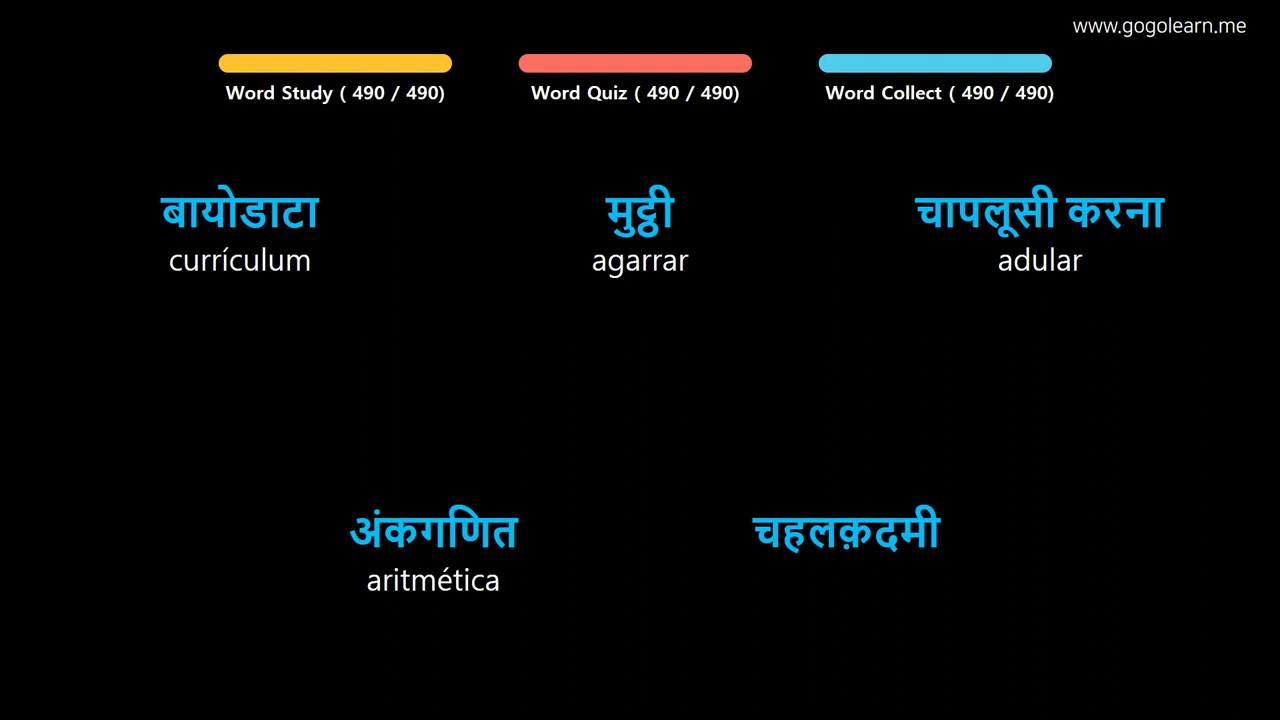 www.gogolearn.me
Word Study ( 490 / 490)
Word Quiz ( 490 / 490)
Word Collect ( 490 / 490)
बायोडाटा
currículum
मुट्ठी
agarrar
चापलूसी करना
adular
अंकगणित
aritmética
चहलक़दमी